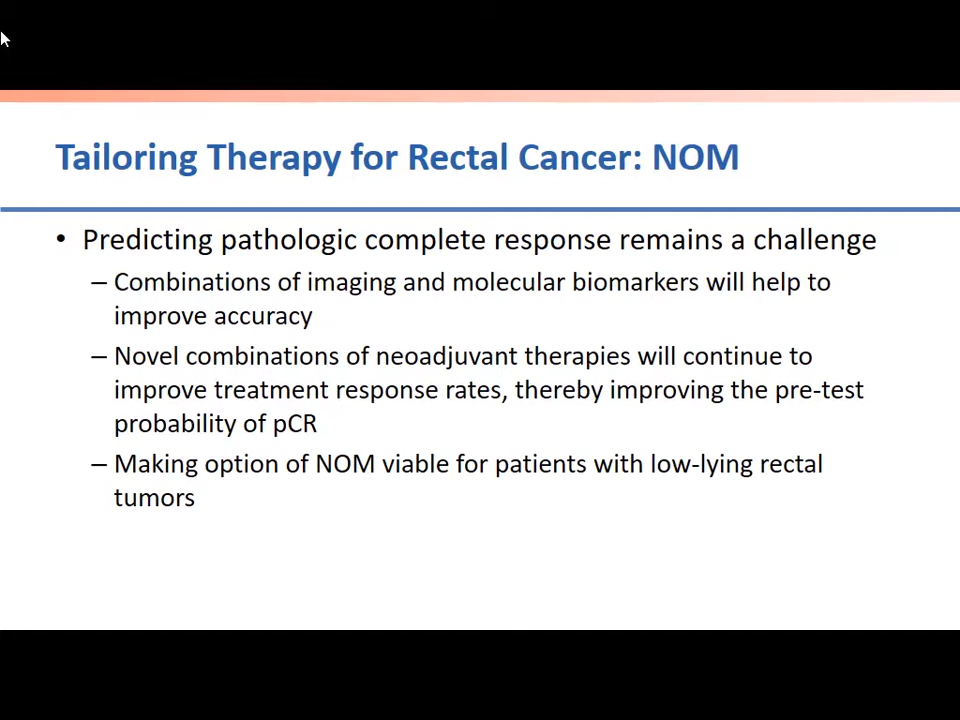 Tailoring Therapy for Rectal Cancer: NOM
• Predicting pathologic complete response remains a challenge
– Combinations of imaging and molecular biomarkers will help to
improve accuracy
– Novel combinations of neoadjuvant therapies will continue to
improve treatment response rates, thereby improving the pre-test
probability of pCR
– Making option of NOM viable for patients with low-lying rectal
tumors